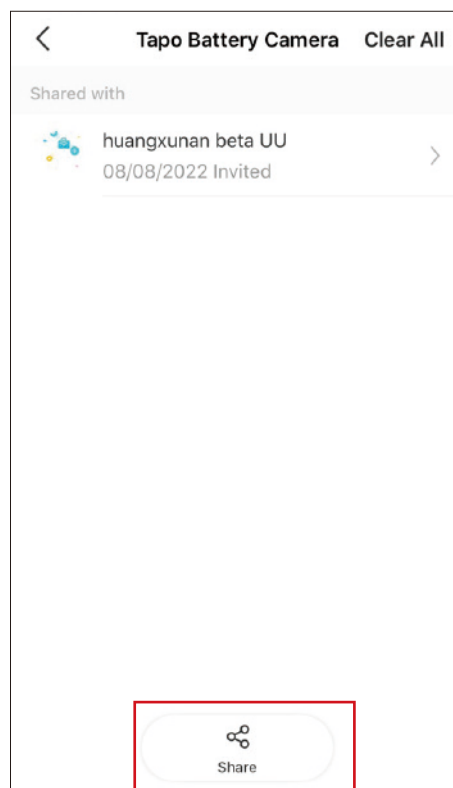 Tapo Battery Camera Clear All
Shared with
huangxunan beta UU
08/08/2022 Invited
Share